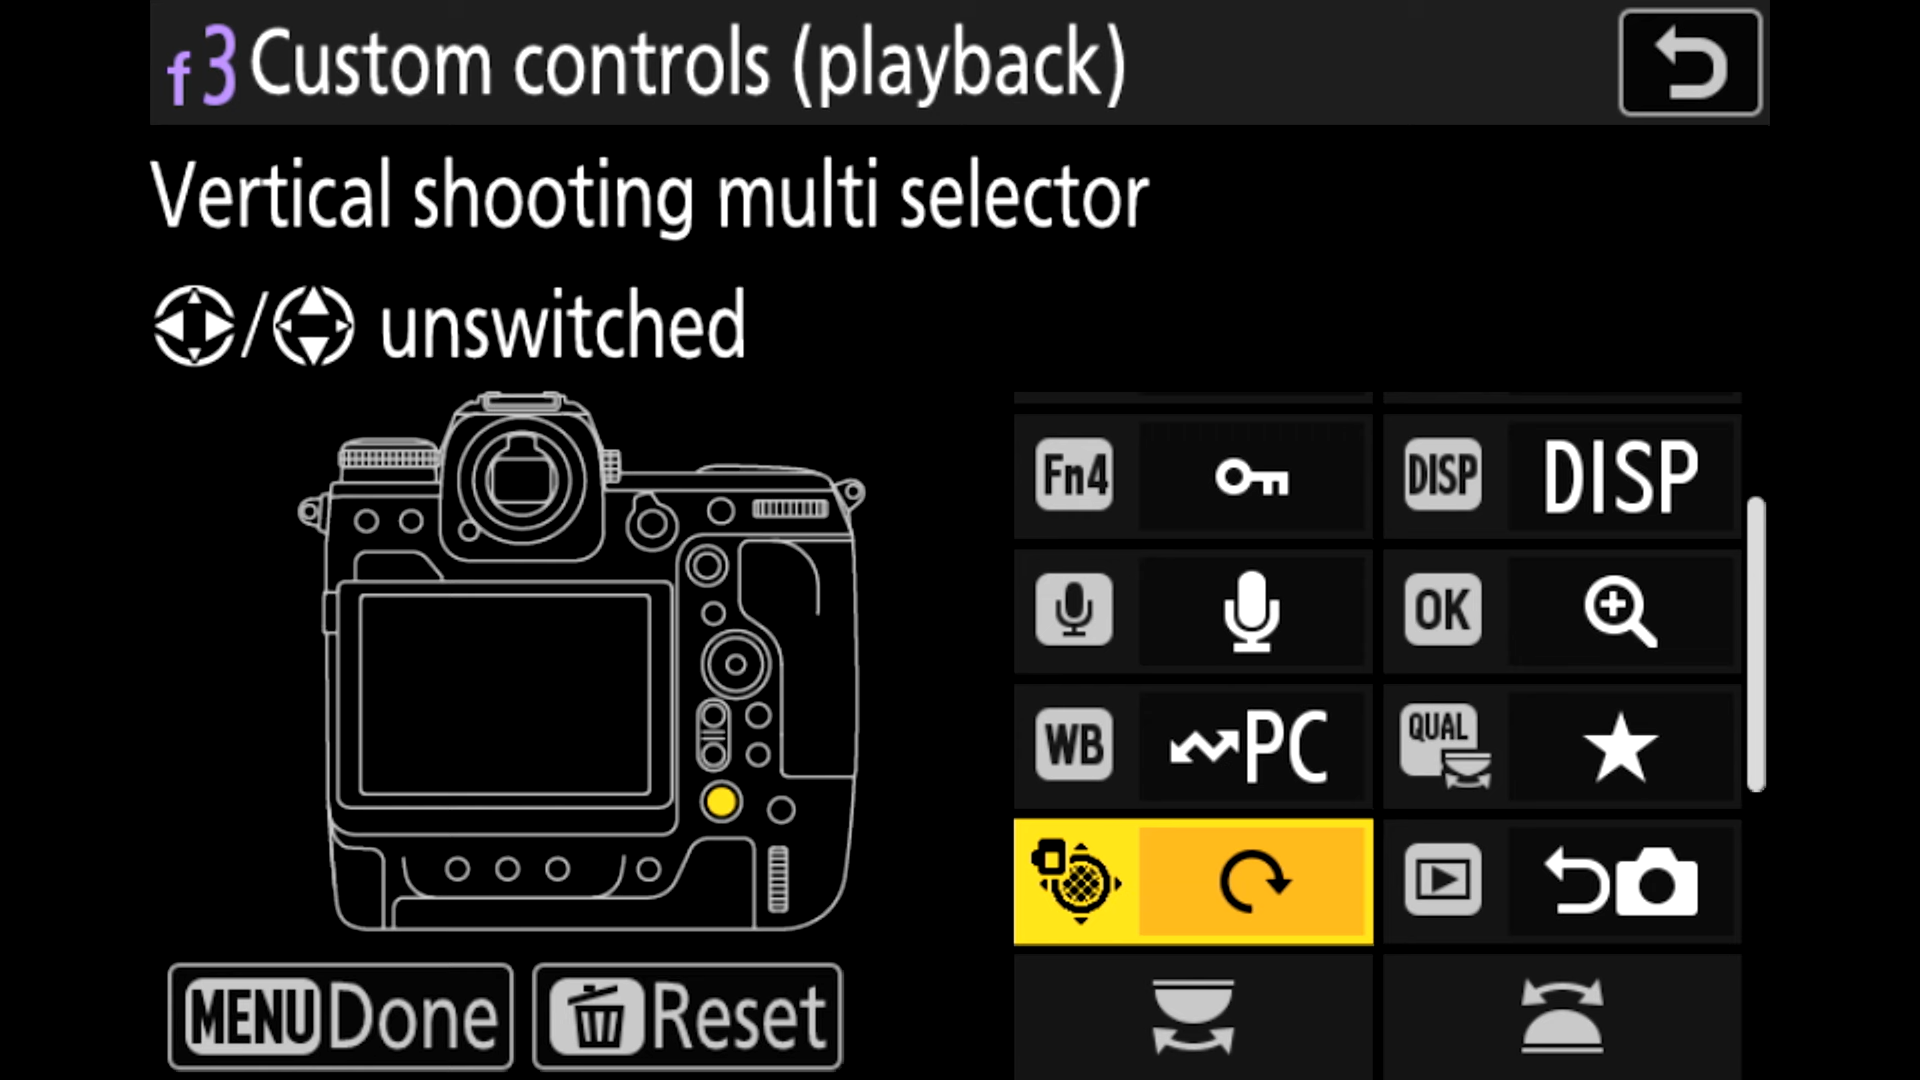 f3 Custom controls (playback)
Vertical shooting multi selector
/ unswitched
Fn4
DISP DISP
OK
WB PC
QUAL
MENU Done
Reset